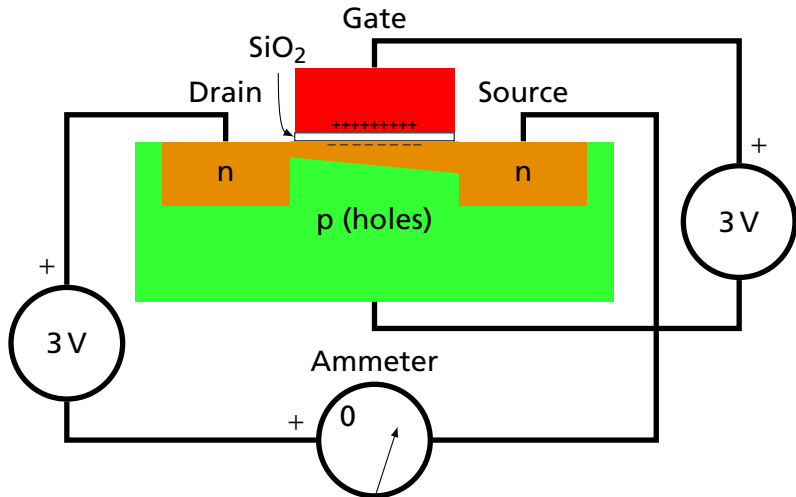 Gate
SiO₂
Drain
Source
+++++++++
+
− − − − − − − −
n
n
p (holes)
3 V
+
3 V
Ammeter
+
0